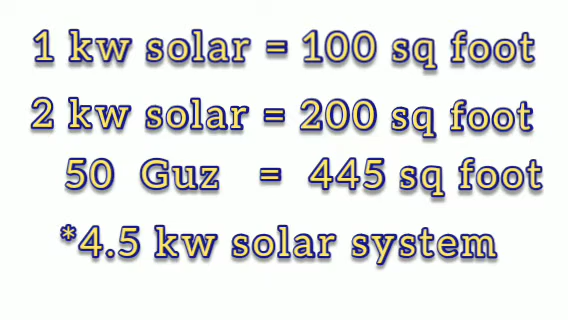 1 kw solar = 100 sq foot
2 kw solar = 200 sq foot
50 Guz = 445 sq foot
*4.5 kw solar system